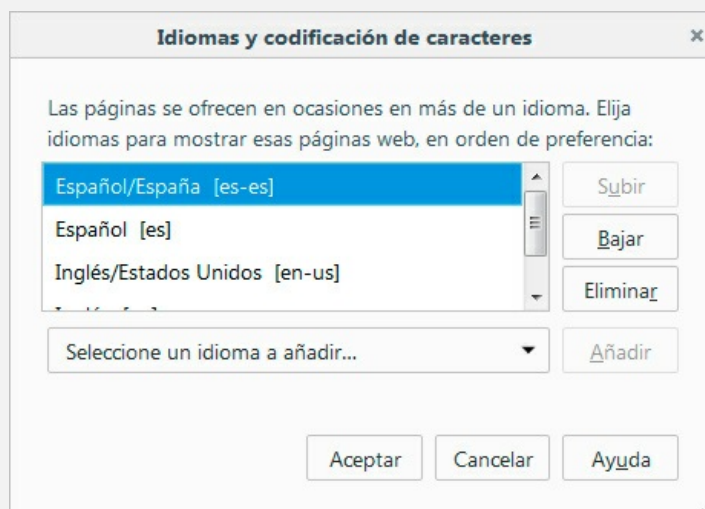 Idiomas y codificación de caracteres
Las páginas se ofrecen en ocasiones en más de un idioma. Elija
idiomas para mostrar esas páginas web, en orden de preferencia:
Español/España [es-es]
Subir
Español [es]
Bajar
Inglés/Estados Unidos [en-us]
Eliminar
Seleccione un idioma a añadir...
Añadir
Aceptar
Cancelar
Ayuda